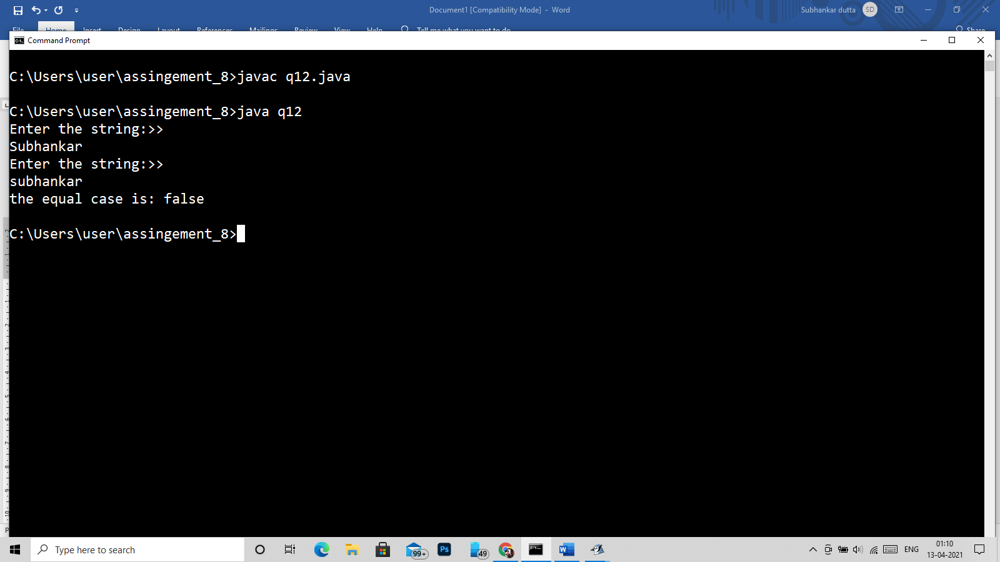 Document1 [Compatibility Mode] - Word
Subhankar dutta
SD
File Home Insert Design Layout References Mailings Review View Help Tell me what you want to do
Share
Command Prompt
C:\Users\user\assingement_8>javac q12.java
C:\Users\user\assingement_8>java q12
Enter the string:>>
Subhankar
Enter the string:>>
subhankar
the equal case is: false
C:\Users\user\assingement_8>
Type here to search
99+
Ps
49
W
ENG
01:10
13-04-2021